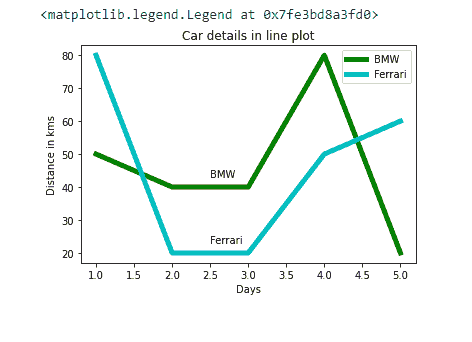 <matplotlib.legend.Legend at 0x7fe3bd8a3fd0>
Car details in line plot
BMW
Ferrari
80
70
60
50
40
30
20
Distance in kms
BMW
Ferrari
1.0 1.5 2.0 2.5 3.0 3.5 4.0 4.5 5.0
Days